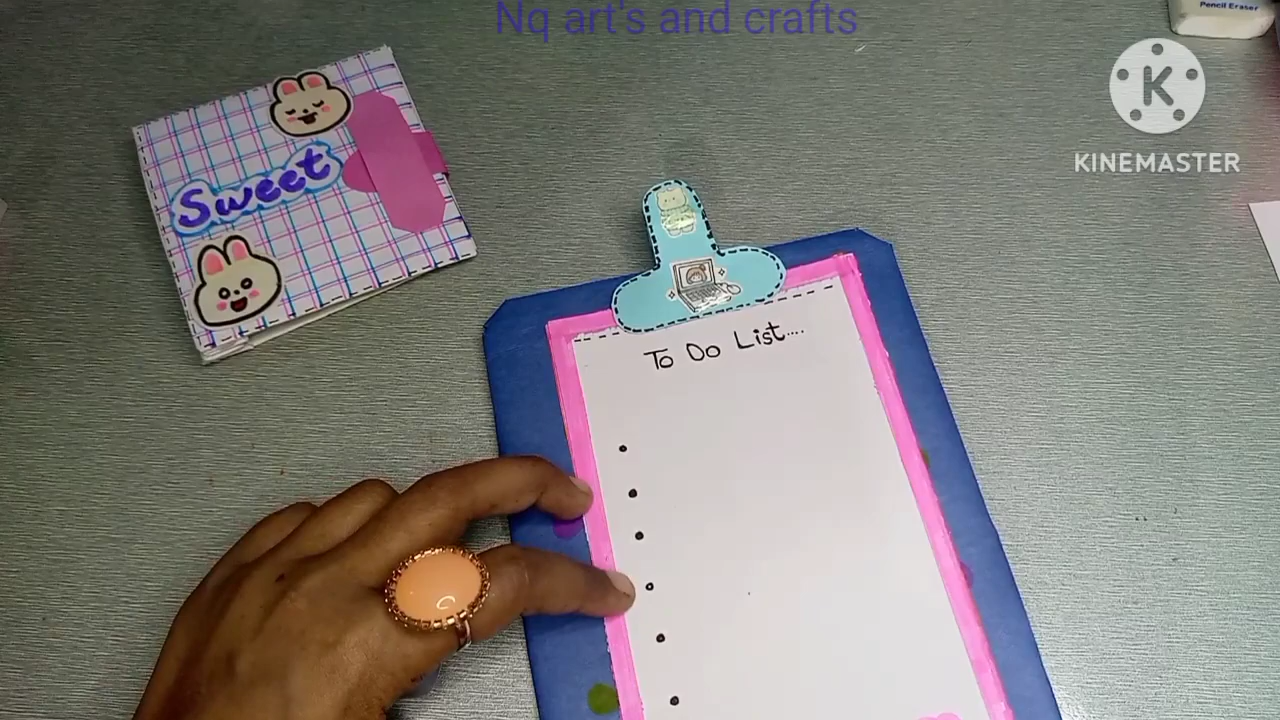 Nq art's and crafts
Pencil Eraser
K
KINEMASTER
Sweet
To Do List....